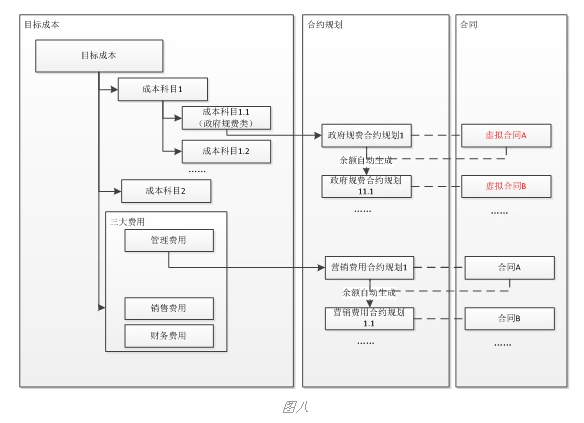 目标成本
合约规划
合同
目标成本
成本科目1
成本科目1.1
（政府规费类）
成本科目1.2
......
成本科目2
三大费用
管理费用
销售费用
财务费用
政府规费合约规划1
余额自动生成
政府规费合约规划
11.1
......
营销费用合约规划1
余额自动生成
营销费用合约规划
1.1
......
虚拟合同A
虚拟合同B
......
合同A
合同B
......
图八